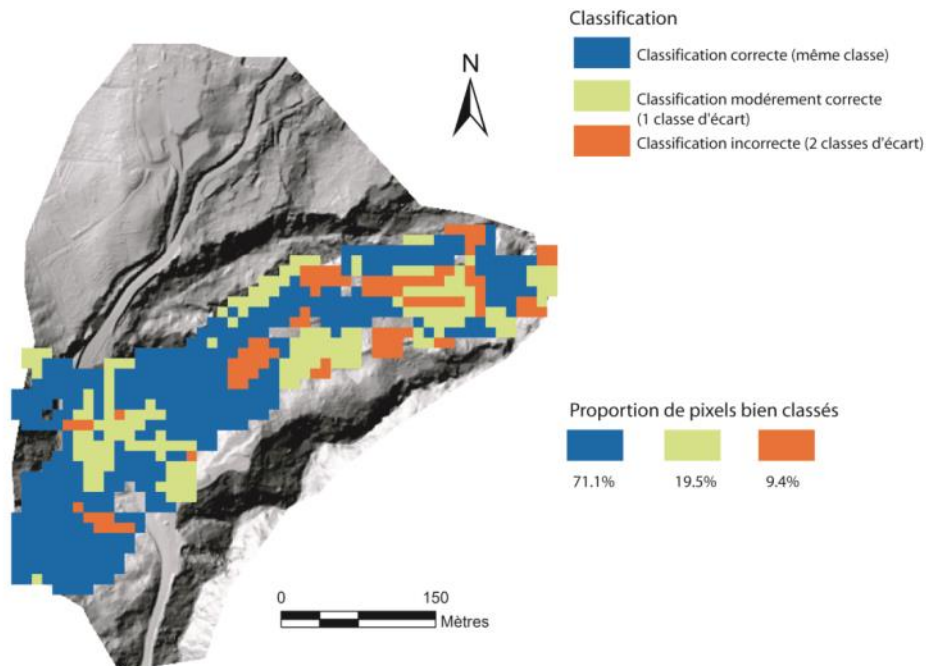 Classification
Classification correcte (même classe)
Classification modérement correcte
(1 classe d'écart)
Classification incorrecte (2 classes d'écart)
N
Proportion de pixels bien classés
71.1% 19.5% 9.4%
0 150
Mètres